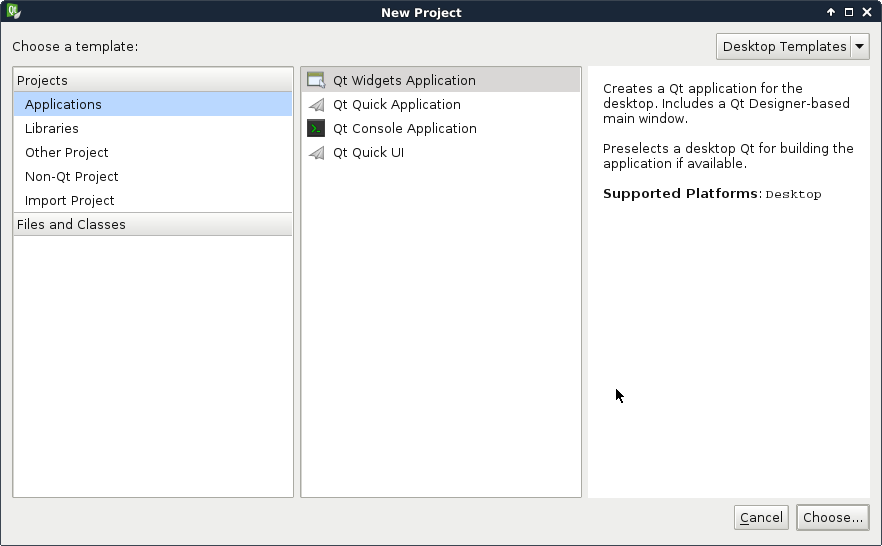 New Project
Choose a template:
Desktop Templates
Projects
Applications
Libraries
Other Project
Non-Qt Project
Import Project
Files and Classes
Qt Widgets Application
Qt Quick Application
Qt Console Application
Qt Quick UI
Creates a Qt application for the
desktop. Includes a Qt Designer-based
main window.
Preselects a desktop Qt for building the
application if available.
Supported Platforms: Desktop
Cancel
Choose...